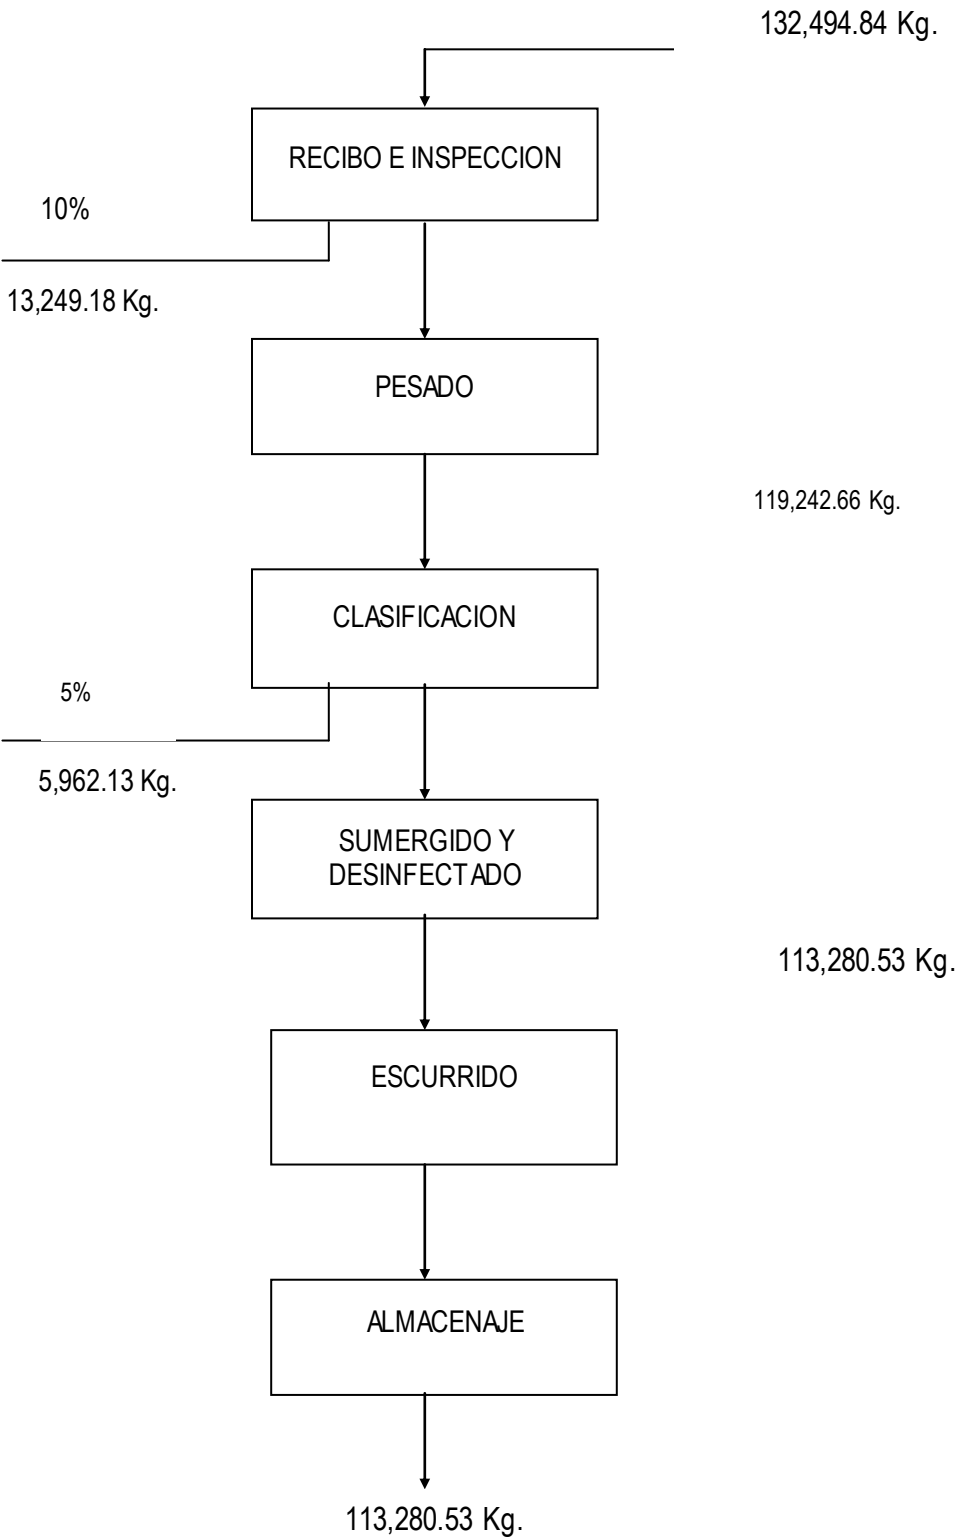 132,494.84 Kg.
RECIBO E INSPECCION
10%
13,249.18 Kg.
PESADO
119,242.66 Kg.
CLASIFICACION
5%
5,962.13 Kg.
SUMERGIDO Y
DESINFECTADO
113,280.53 Kg.
ESCURRIDO
ALMACENAJE
113,280.53 Kg.